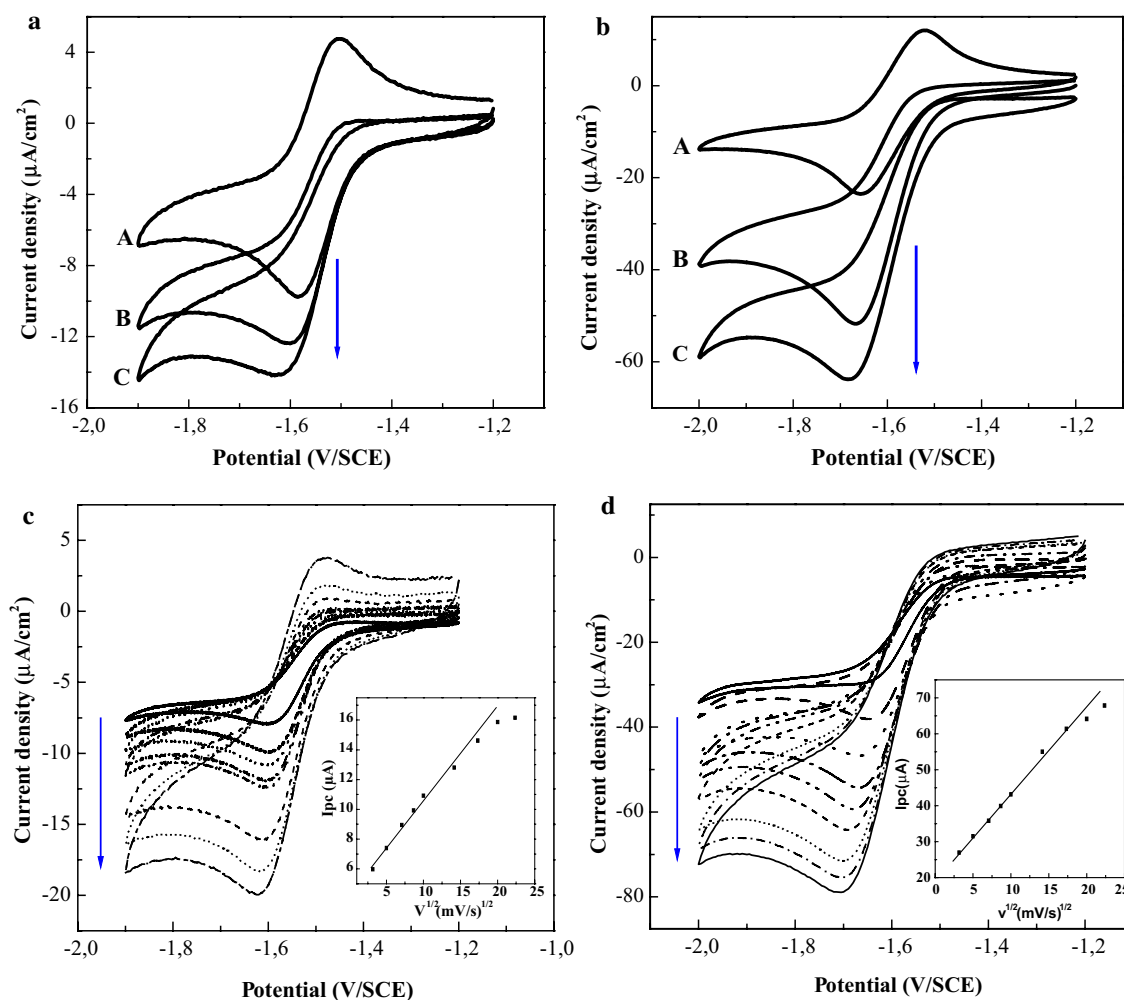 a
4
0
-4
-8
-12
-16
Current density (µA/cm²)
A
B
C
-2,0 -1,8 -1,6 -1,4 -1,2
Potential (V/SCE)
b
0
-20
-40
-60
Current density (µA/cm²)
A
B
C
-2,0 -1,8 -1,6 -1,4 -1,2
Potential (V/SCE)
c
5
0
-5
-10
-15
-20
Current density (µA/cm²)
-2,0 -1,8 -1,6 -1,4 -1,2 -1,0
Potential (V/SCE)
16
14
12
10
8
6
Ipc (µA)
5 10 15 20 25
V^1/2(mV/s)^1/2
d
0
-20
-40
-60
-80
Current density (µA/cm²)
-2,0 -1,8 -1,6 -1,4 -1,2
Potential (V/SCE)
70
60
50
40
30
20
Ipc(µA)
0 5 10 15 20 25
v^1/2(mV/s)^1/2